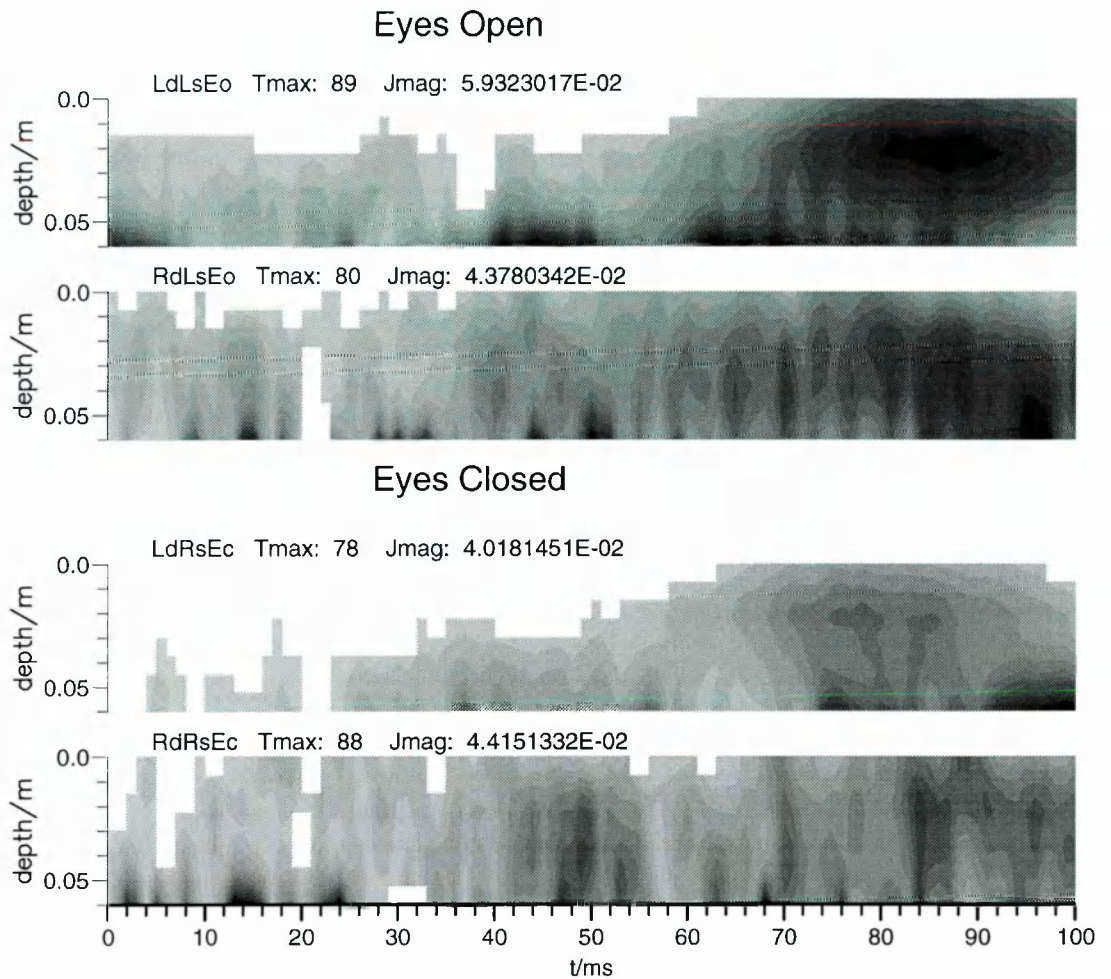 Eyes Open
LdLsEo Tmax: 89 Jmag: 5.9323017E-02
0.0
depth/m
0.05
RdLsEo Tmax: 80 Jmag: 4.3780342E-02
0.0
depth/m
0.05
Eyes Closed
LdRsEc Tmax: 78 Jmag: 4.0181451E-02
0.0
depth/m
0.05
RdRsEc Tmax: 88 Jmag: 4.4151332E-02
0.0
depth/m
0.05
0 10 20 30 40 50 60 70 80 90 100
t/ms